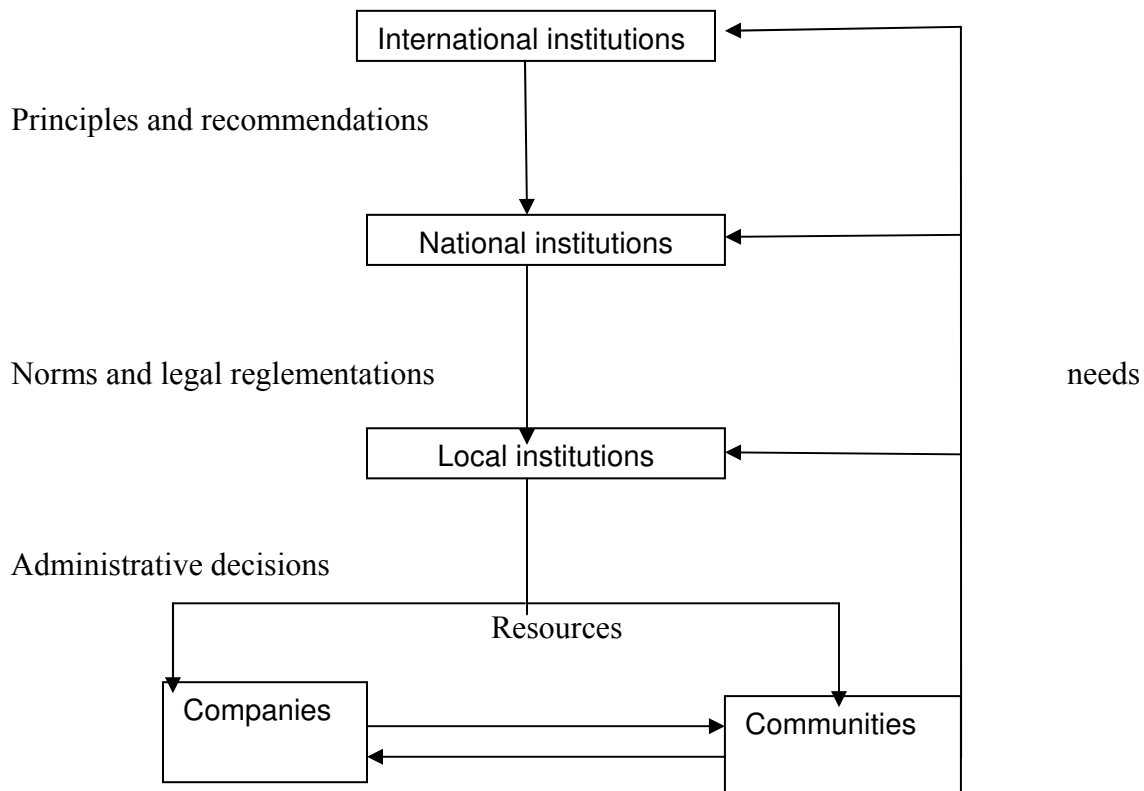 International institutions
Principles and recommendations
National institutions
Norms and legal reglementations
needs
Local institutions
Administrative decisions
Resources
Companies
Communities